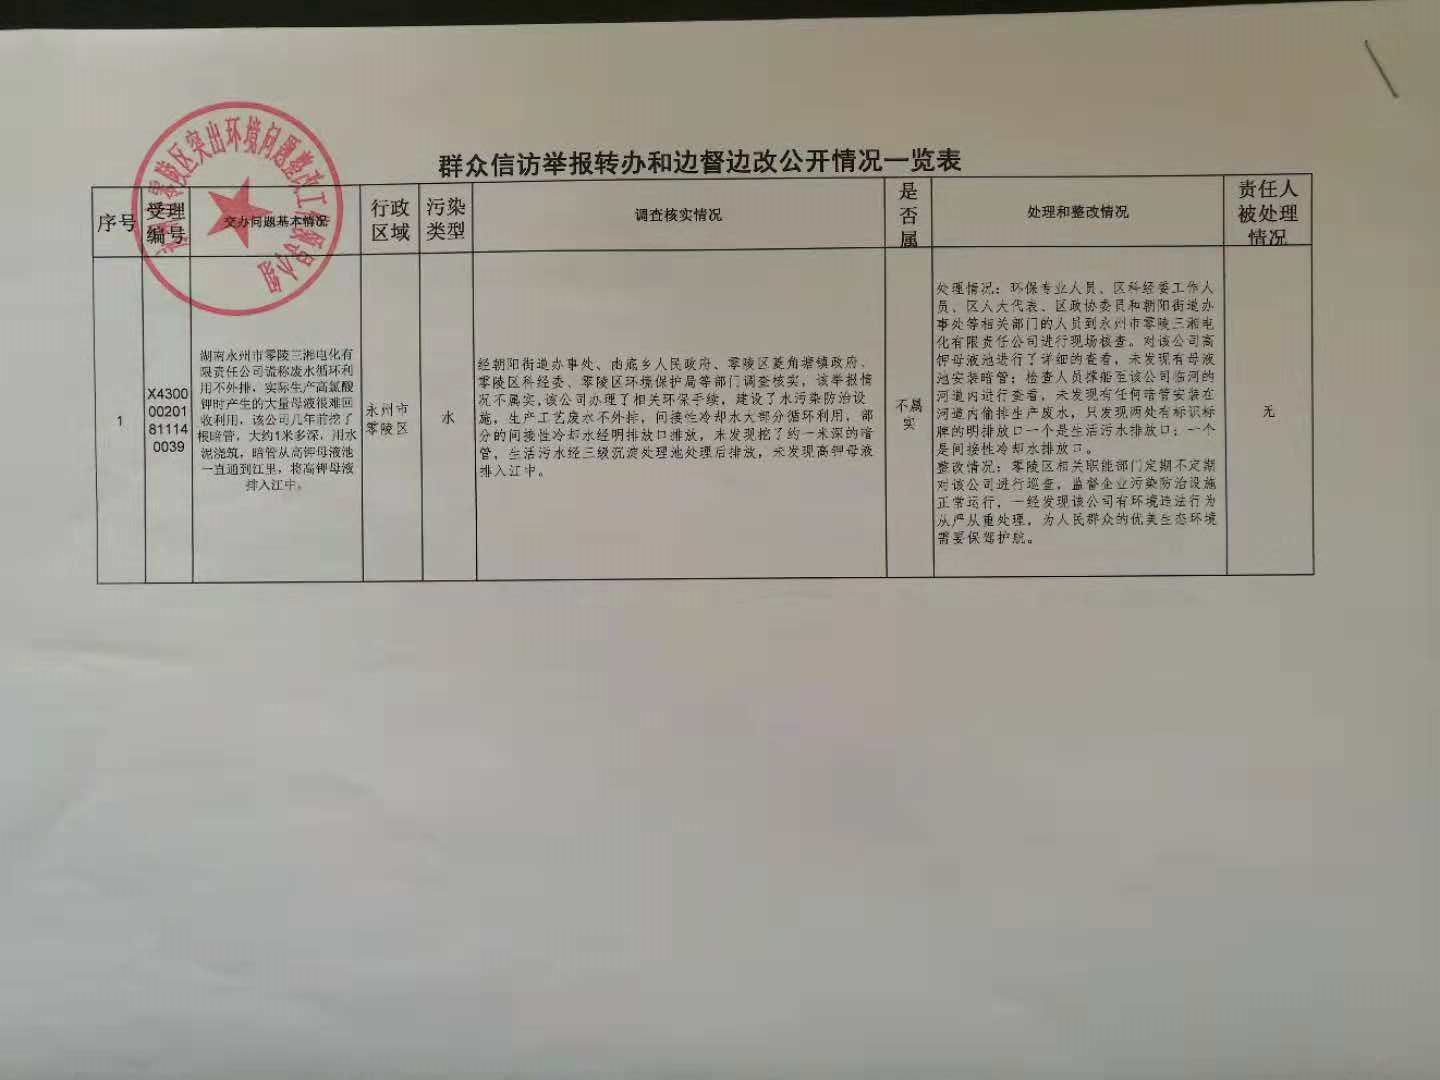 群众信访举报转办和边督边改公开情况一览表
序号
受理
编号
交办问题基本情况
行政
区域
污染
类型
调查核实情况
是
否
属
处理和整改情况
责任人
被处理
情况
1
X4300
00201
81114
0039
湖南永州市零陵三湘电化有
限责任公司谎称废水循环利
用不外排，实际生产高氯酸
钾时产生的大量母液很难回
收利用，该公司几年前挖了
根暗管，大约1米多深，用水
泥浇筑，暗管从高钾母液池
一直通到江里，将高钾母液
排入江中。
永州市
零陵区
水
经朝阳街道办事处、凼底乡人民政府、零陵区菱角塘镇政府、
零陵区科经委、零陵区环境保护局等部门调查核实，该举报情
况不属实,该公司办理了相关环保手续，建设了水污染防治设
施，生产工艺废水不外排，间接性冷却水大部分循环利用，部
分的间接性冷却水经明排放口排放，未发现挖了约一米深的暗
管，生活污水经三级沉淀处理池处理后排放，未发现高钾母液
排入江中。
不属
实
处理情况：环保专业人员、区科经委工作人
员、区人大代表、区政协委员和朝阳街道办
事处等相关部门的人员到永州市零陵三湘电
化有限责任公司进行现场核查。对该公司高
钾母液池进行了详细的查看，未发现有母液
池安装暗管；检查人员撑船至该公司临河的
河道内进行查看，未发现有任何暗管安装在
河道内偷排生产废水，只发现两处有标识标
牌的明排放口一个是生活污水排放口；一个
是间接性冷却水排放口。
整改情况：零陵区相关职能部门定期不定期
对该公司进行巡查，监督企业污染防治设施
正常运行，一经发现该公司有环境违法行为
从严从重处理，为人民群众的优美生态环境
需要保驾护航。
无
零陵区突出环境问题整改工作领导小组